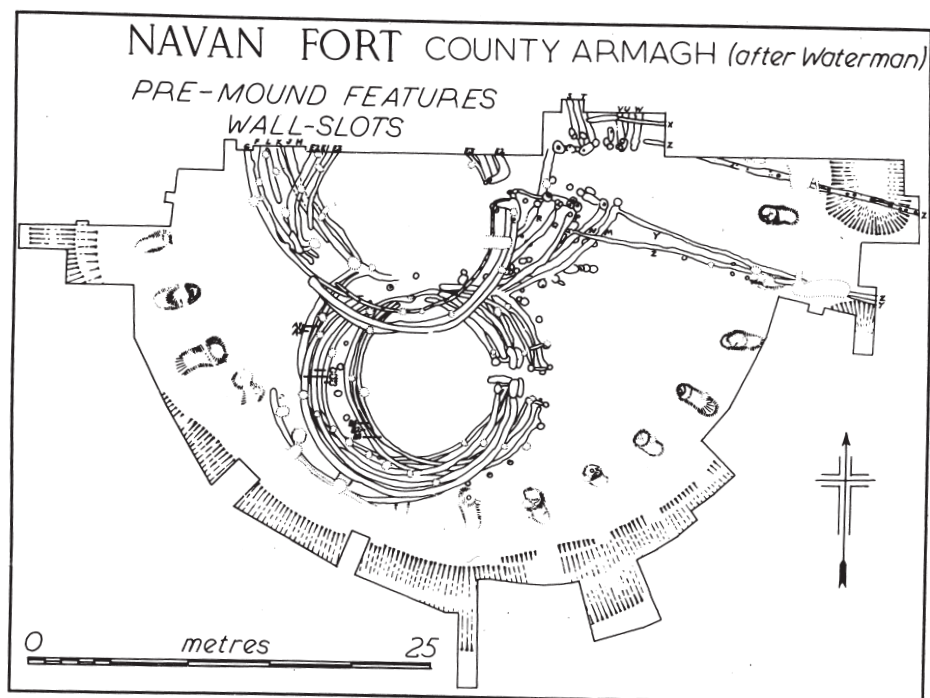 NAVAN FORT COUNTY ARMAGH (after Waterman)
PRE-MOUND FEATURES
WALL-SLOTS
S T V U W
X
Z
R
N M
Y
Z
Z
Z
Y
0 metres 25